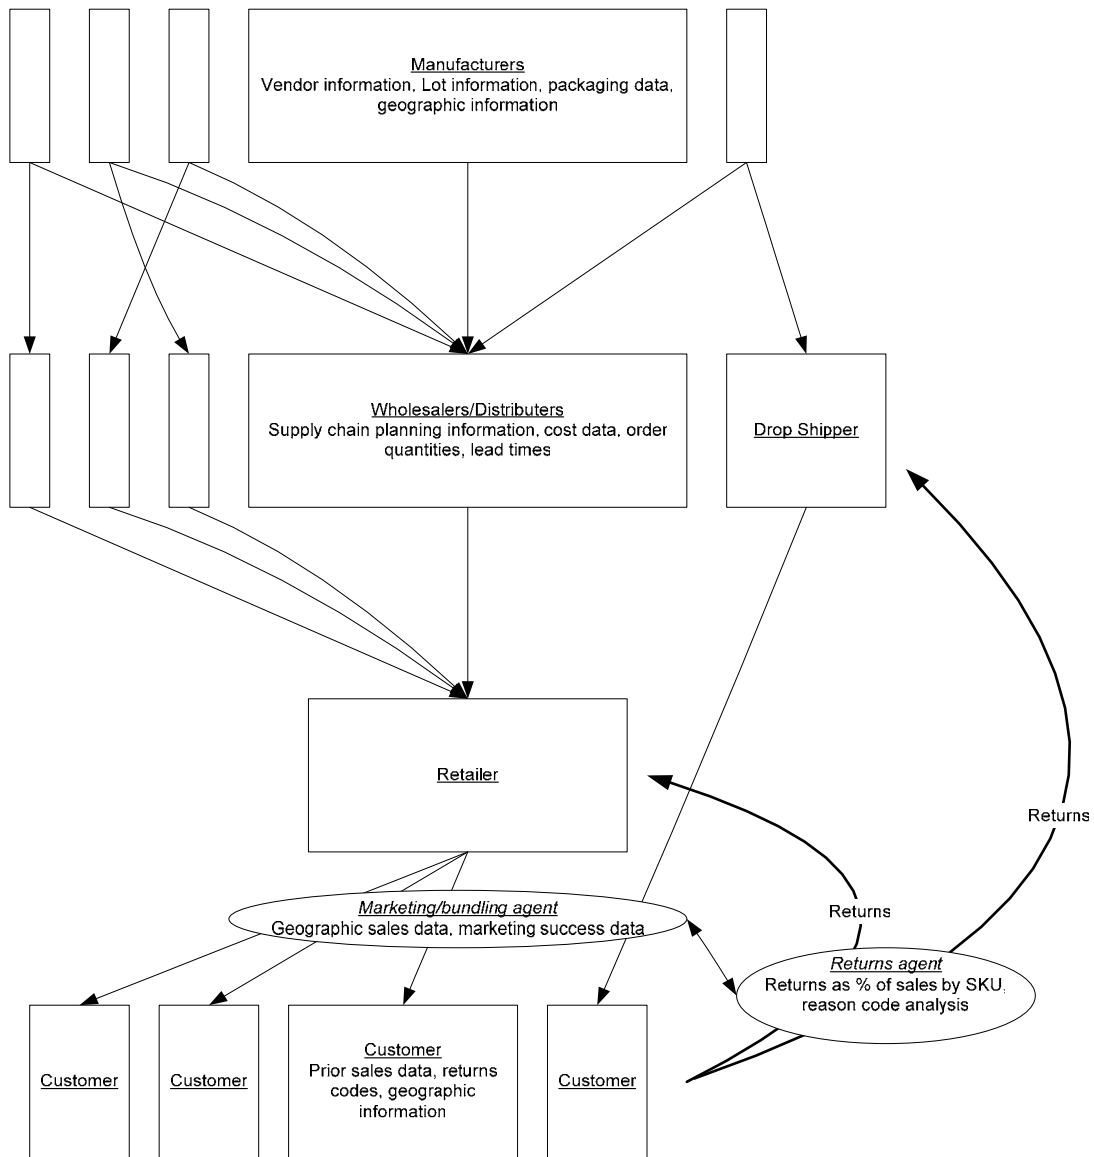 Manufacturers
Vendor information, Lot information, packaging data,
geographic information
Wholesalers/Distributers
Supply chain planning information, cost data, order
quantities, lead times
Drop Shipper
Retailer
Returns
Returns
Marketing/bundling agent
Geographic sales data, marketing success data
Returns agent
Returns as % of sales by SKU,
reason code analysis
Customer
Customer
Customer
Prior sales data, returns
codes, geographic
information
Customer